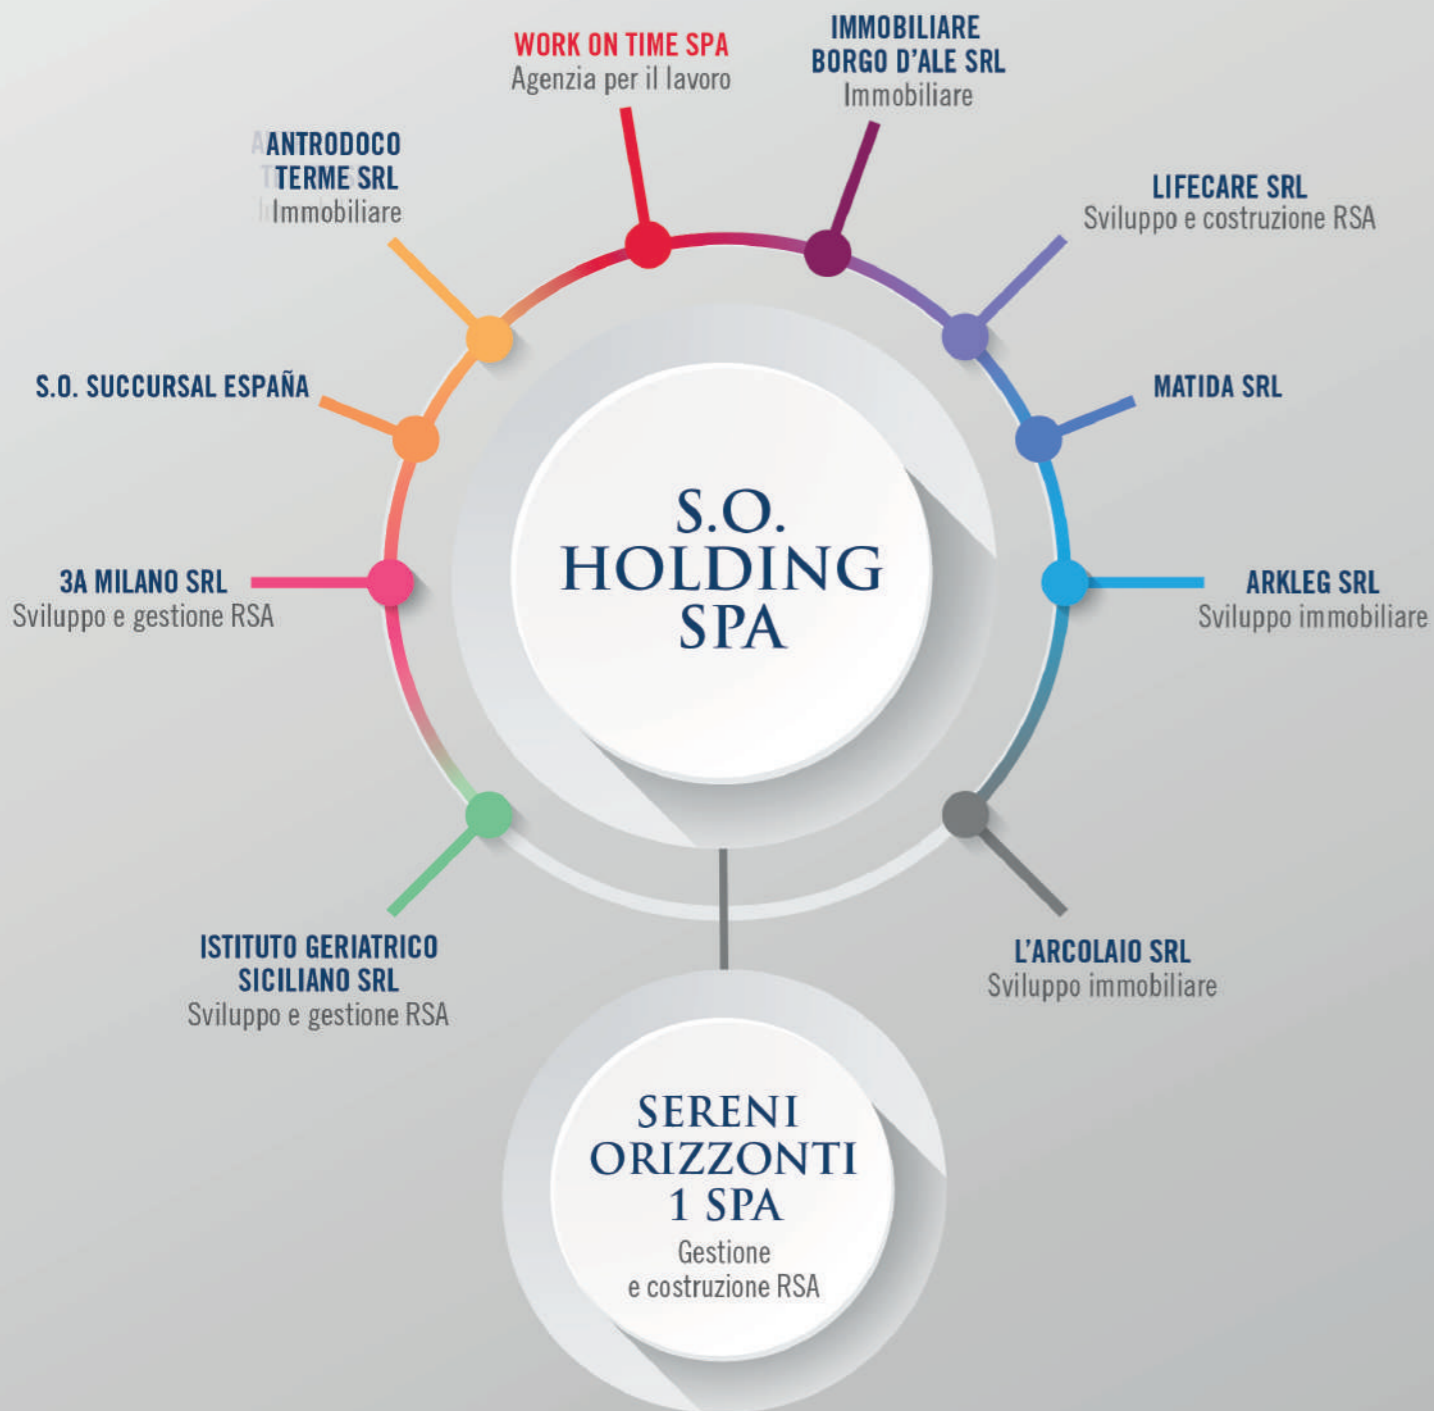 WORK ON TIME SPA
Agenzia per il lavoro
IMMOBILIARE
BORGO D'ALE SRL
Immobiliare
ANTRODOCO
TERME SRL
Immobiliare
LIFECARE SRL
Sviluppo e costruzione RSA
S.O. SUCCURSAL ESPAÑA
MATIDA SRL
3A MILANO SRL
Sviluppo e gestione RSA
ARKLEG SRL
Sviluppo immobiliare
S.O.
HOLDING
SPA
ISTITUTO GERIATRICO
SICILIANO SRL
Sviluppo e gestione RSA
L'ARCOLAIO SRL
Sviluppo immobiliare
SERENI
ORIZZONTI
1 SPA
Gestione
e costruzione RSA